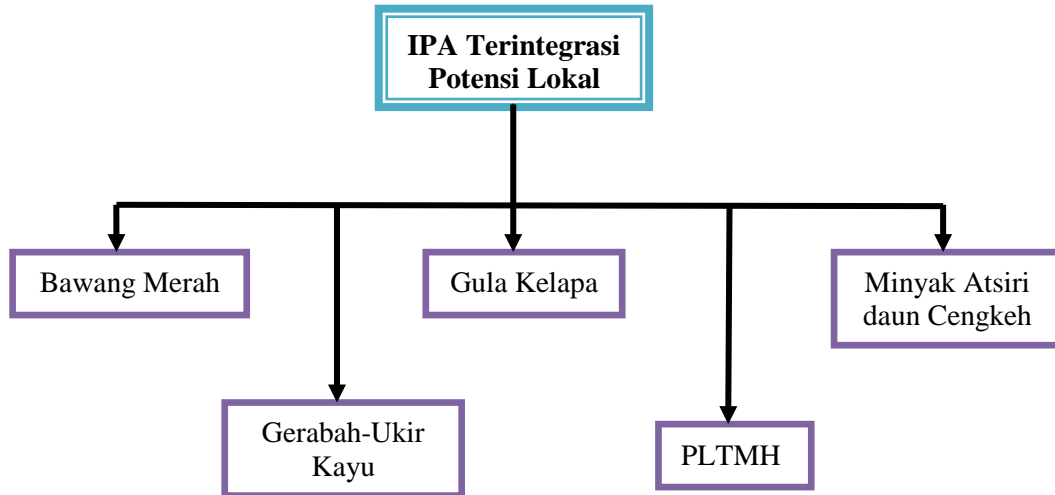 IPA Terintegrasi
Potensi Lokal
Bawang Merah
Gula Kelapa
Minyak Atsiri
daun Cengkeh
Gerabah-Ukir
Kayu
PLTMH